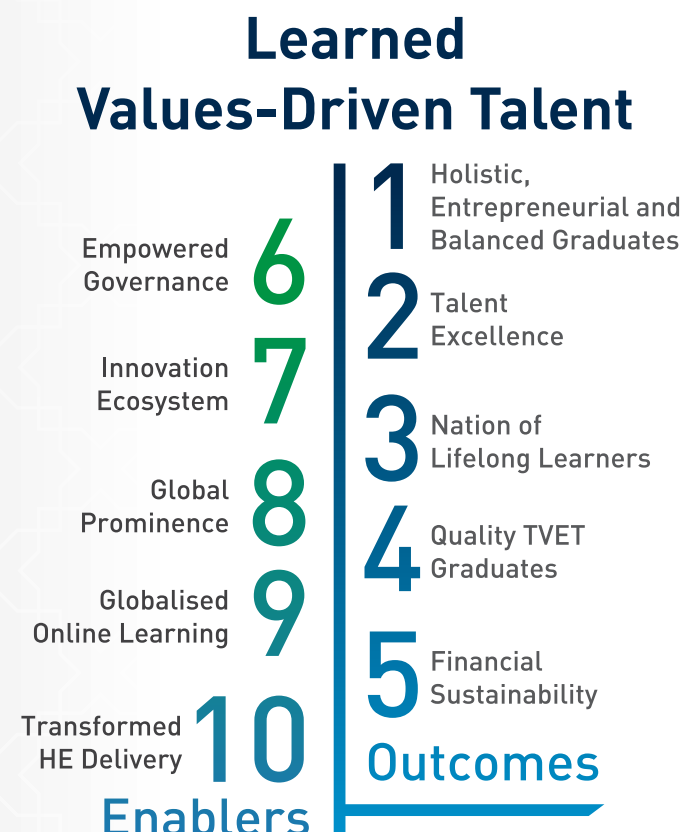 Learned
Values-Driven Talent
1
Holistic,
Entrepreneurial and
Balanced Graduates
2
Talent
Excellence
3
Nation of
Lifelong Learners
4
Quality TVET
Graduates
5
Financial
Sustainability
Outcomes
Empowered
Governance
6
Innovation
Ecosystem
7
Global
Prominence
8
Globalised
Online Learning
9
Transformed
HE Delivery
10
Enablers